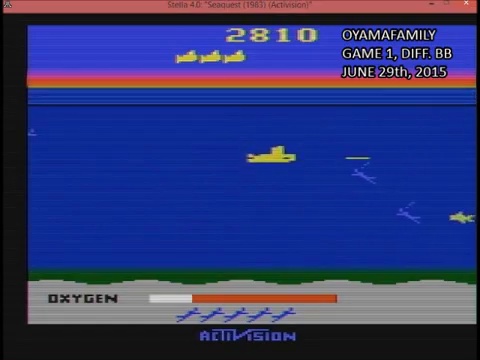 Stella 4.0: "Seaquest (1983) (Activision)"
2810
OYAMAFAMILY
GAME 1, DIFF. BB
JUNE 29th, 2015
OXYGEN
ACTIVISION